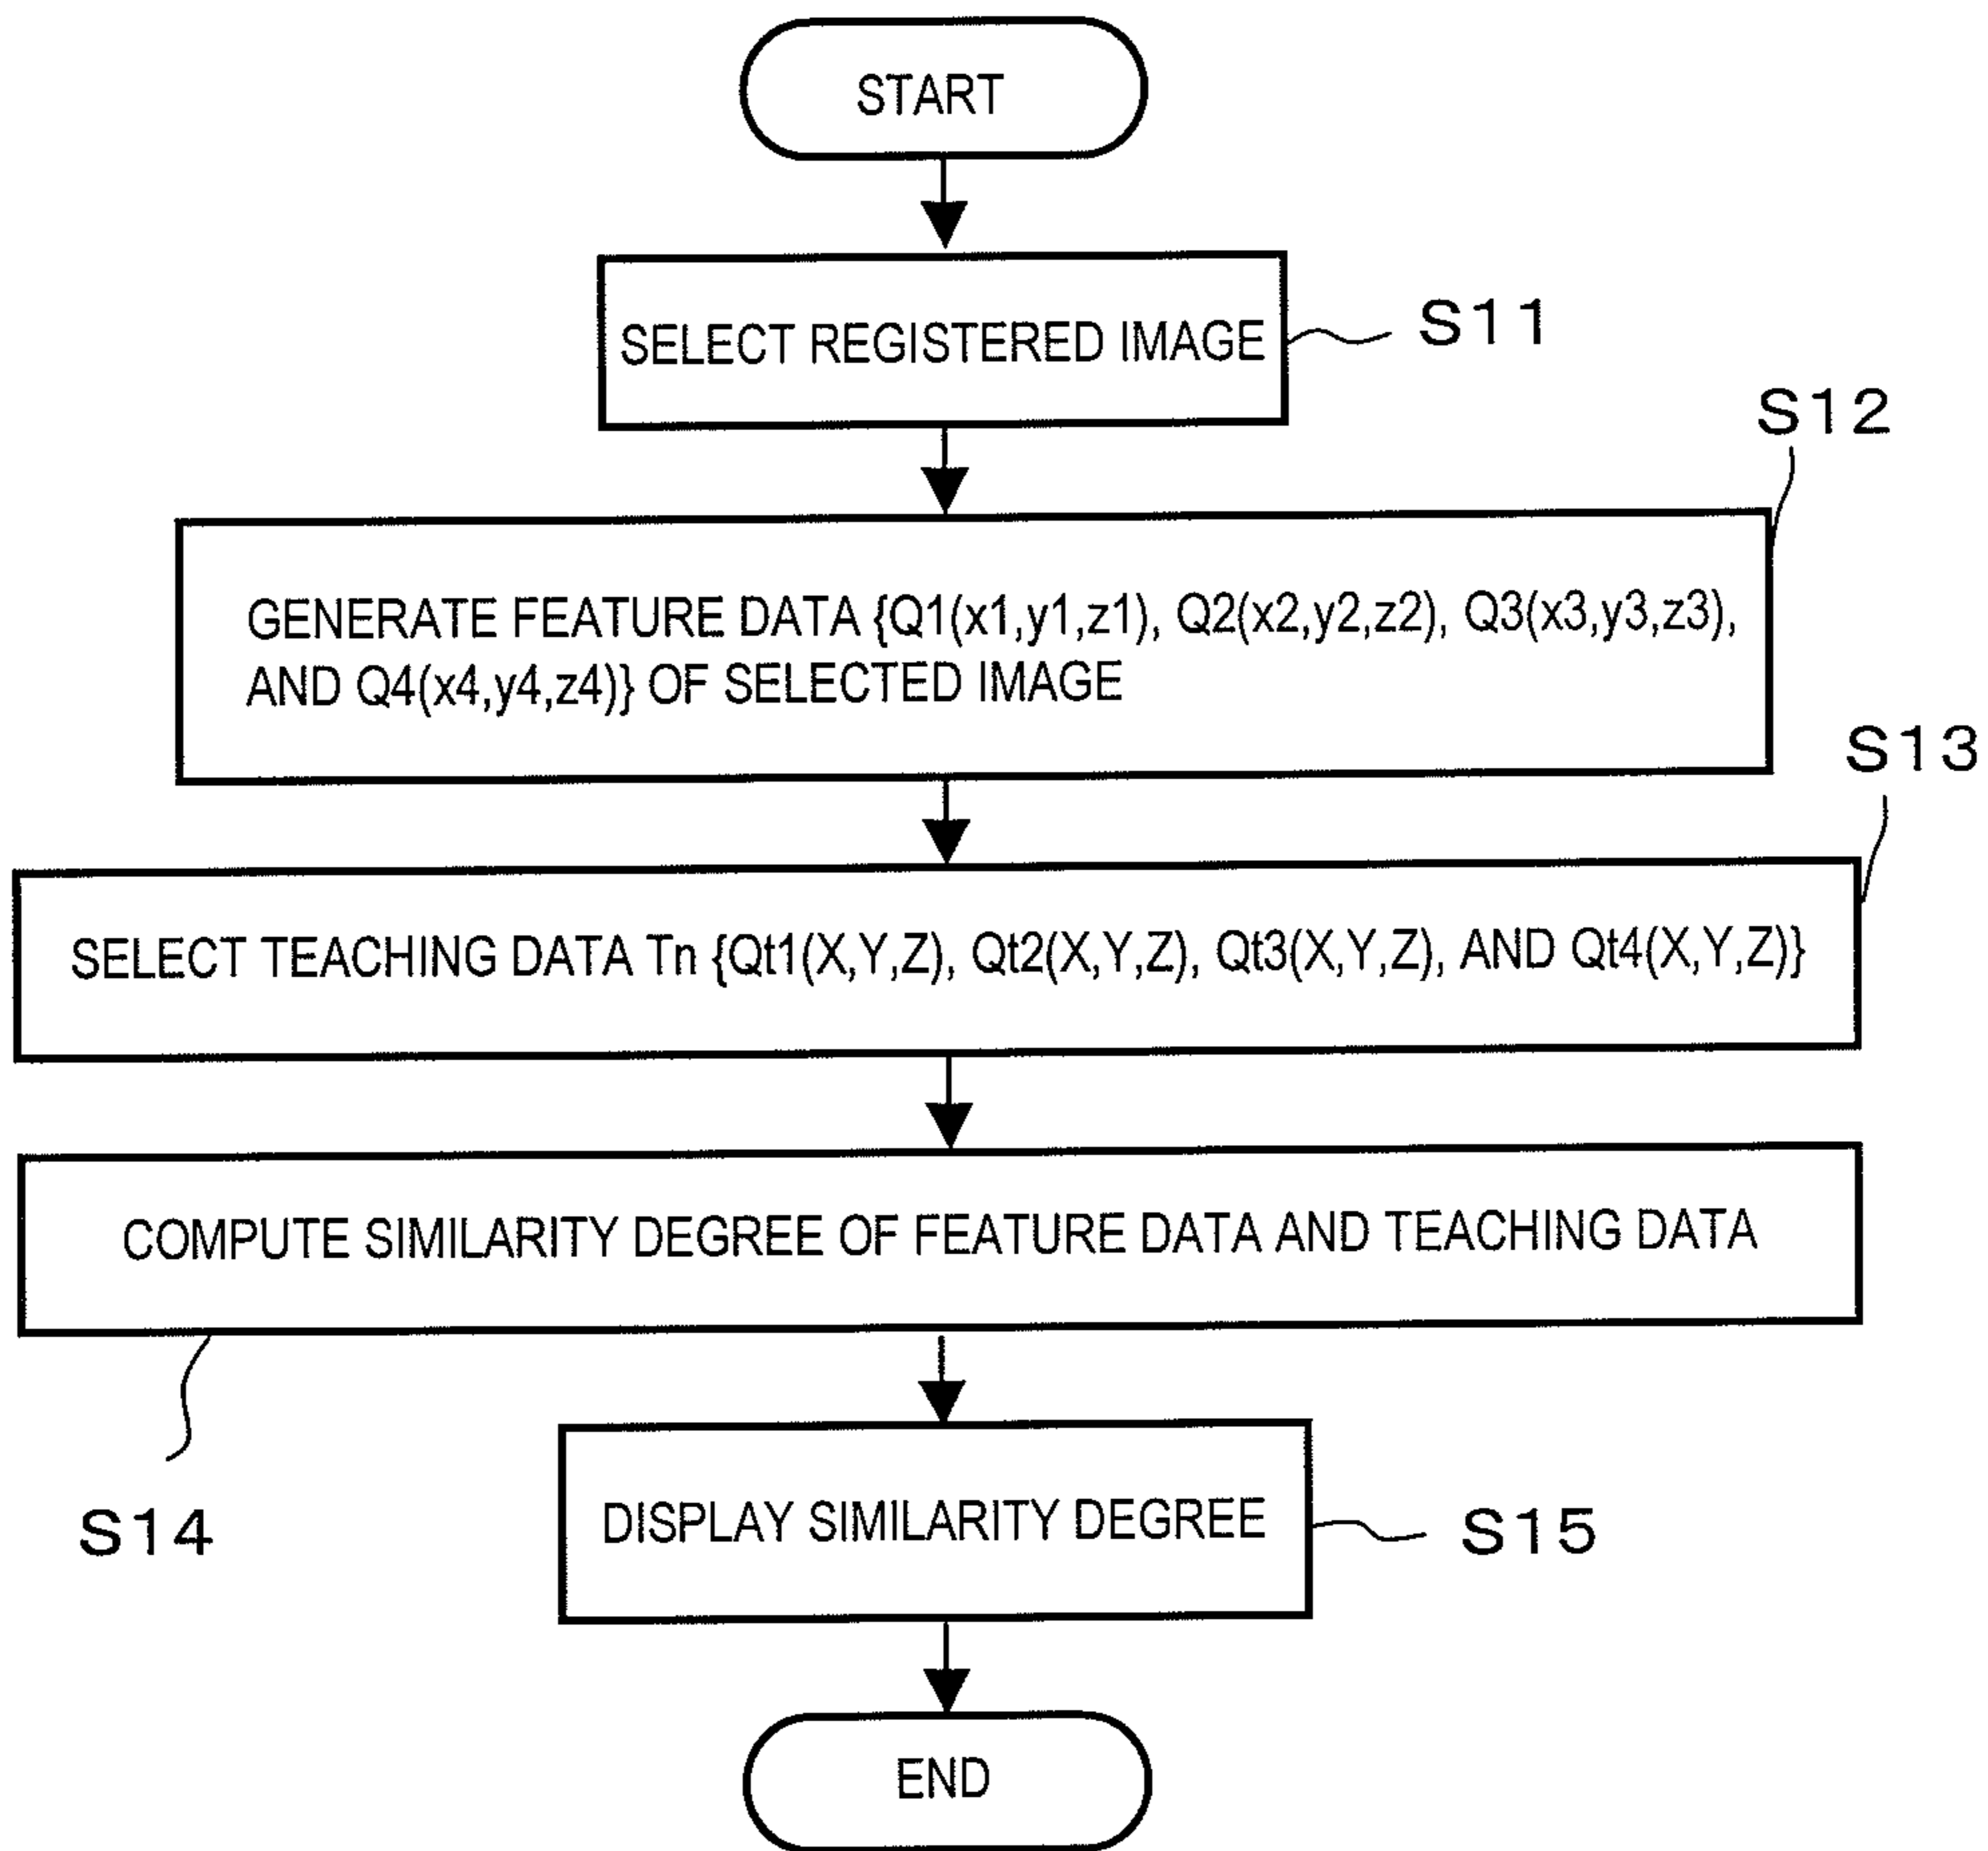 START
SELECT REGISTERED IMAGE
S11
S12
GENERATE FEATURE DATA {Q1(x1,y1,z1), Q2(x2,y2,z2), Q3(x3,y3,z3),
AND Q4(x4,y4,z4)} OF SELECTED IMAGE
S13
SELECT TEACHING DATA Tn {Qt1(X,Y,Z), Qt2(X,Y,Z), Qt3(X,Y,Z), AND Qt4(X,Y,Z)}
COMPUTE SIMILARITY DEGREE OF FEATURE DATA AND TEACHING DATA
S14
DISPLAY SIMILARITY DEGREE
S15
END